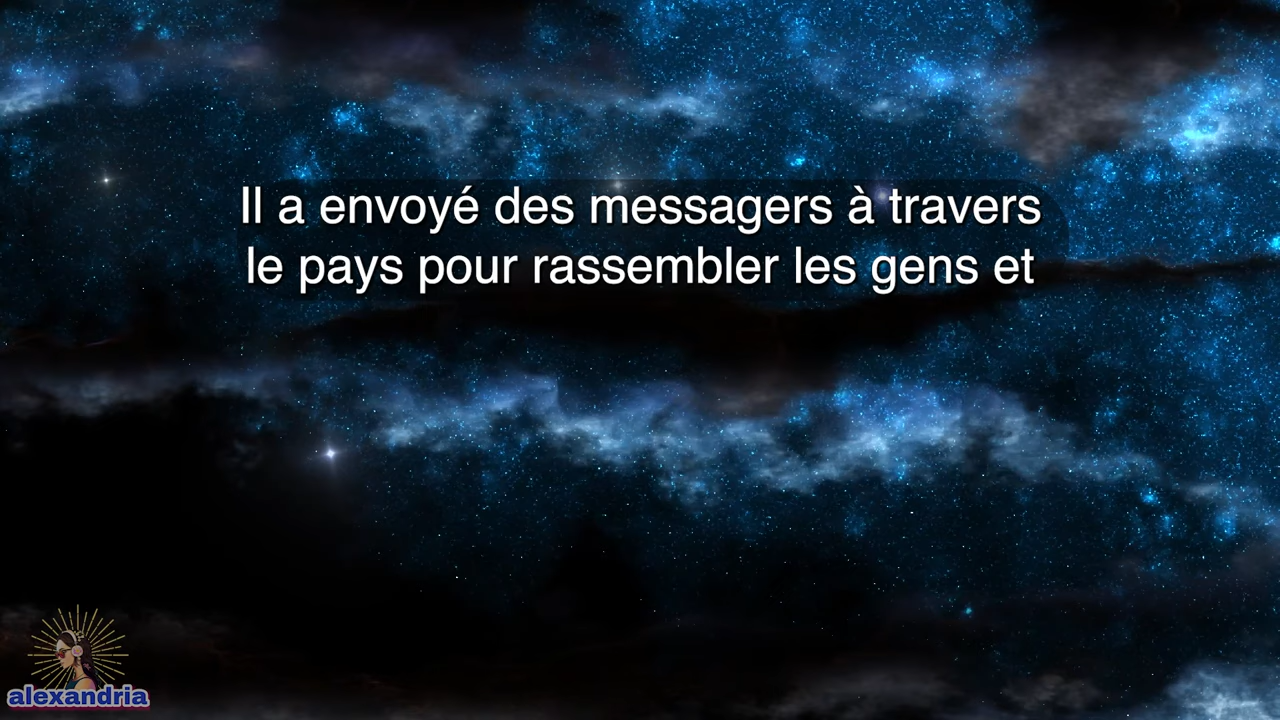 Il a envoyé des messagers à travers
le pays pour rassembler les gens et
alexandria